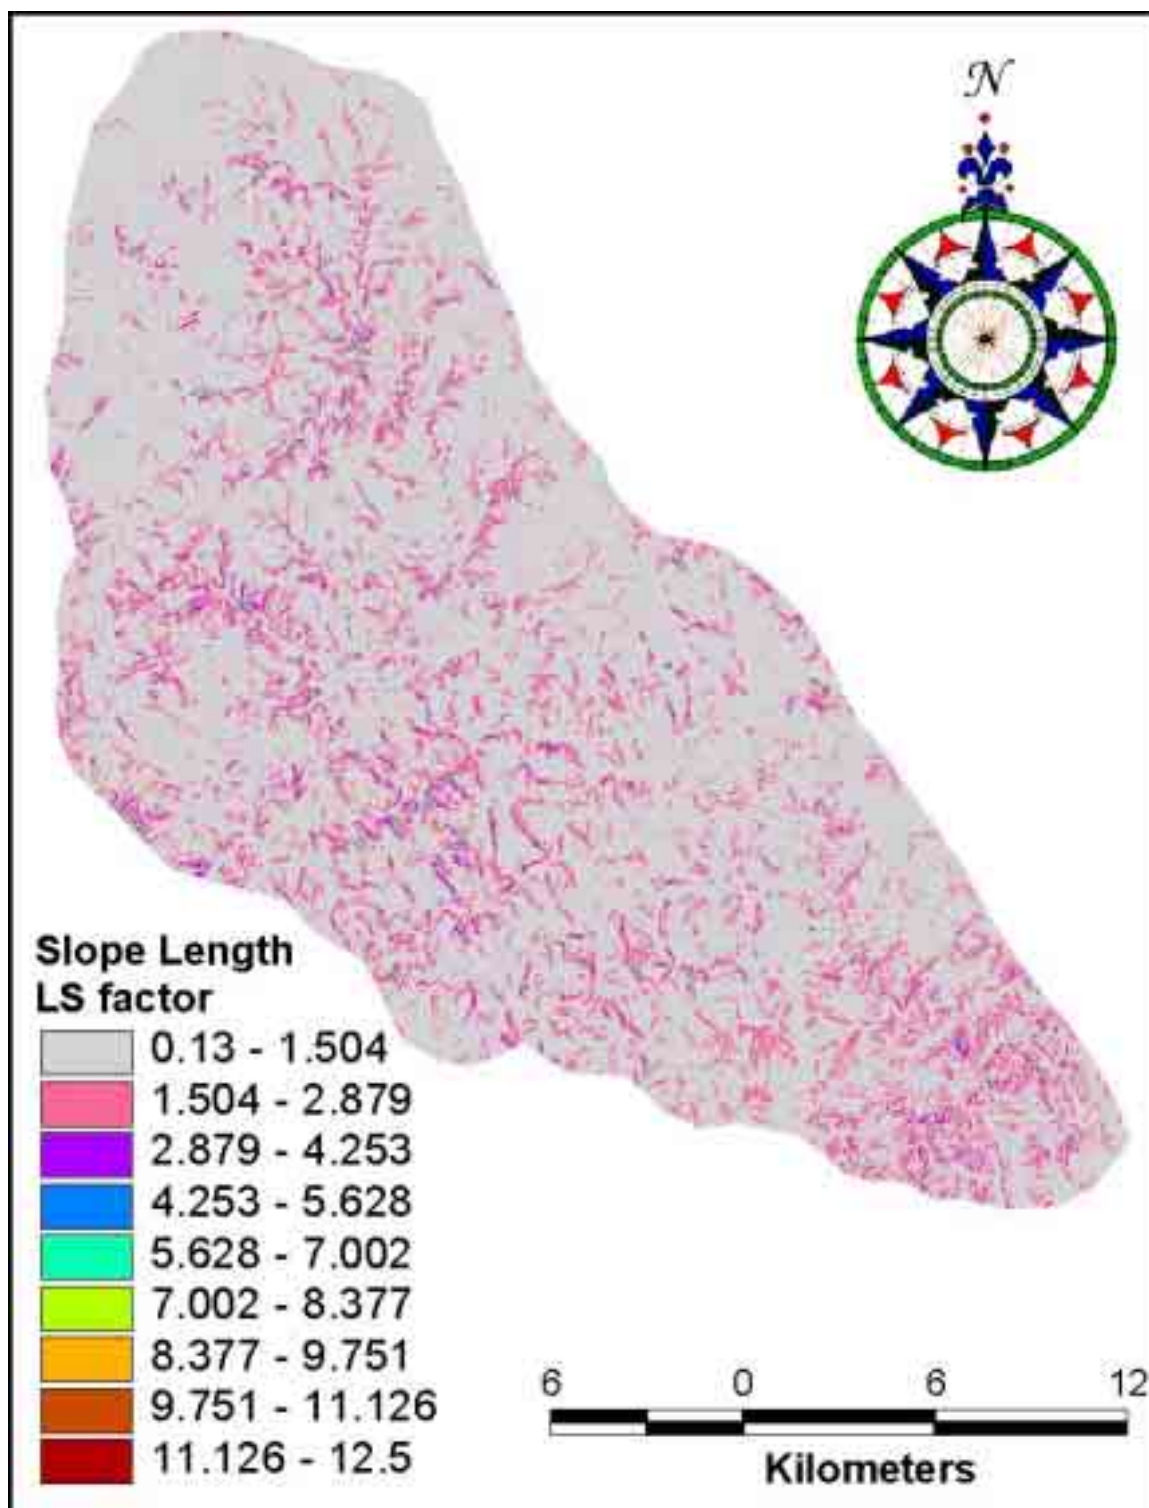 N
Slope Length
LS factor
0.13 - 1.504
1.504 - 2.879
2.879 - 4.253
4.253 - 5.628
5.628 - 7.002
7.002 - 8.377
8.377 - 9.751
9.751 - 11.126
11.126 - 12.5
6 0 6 12
Kilometers